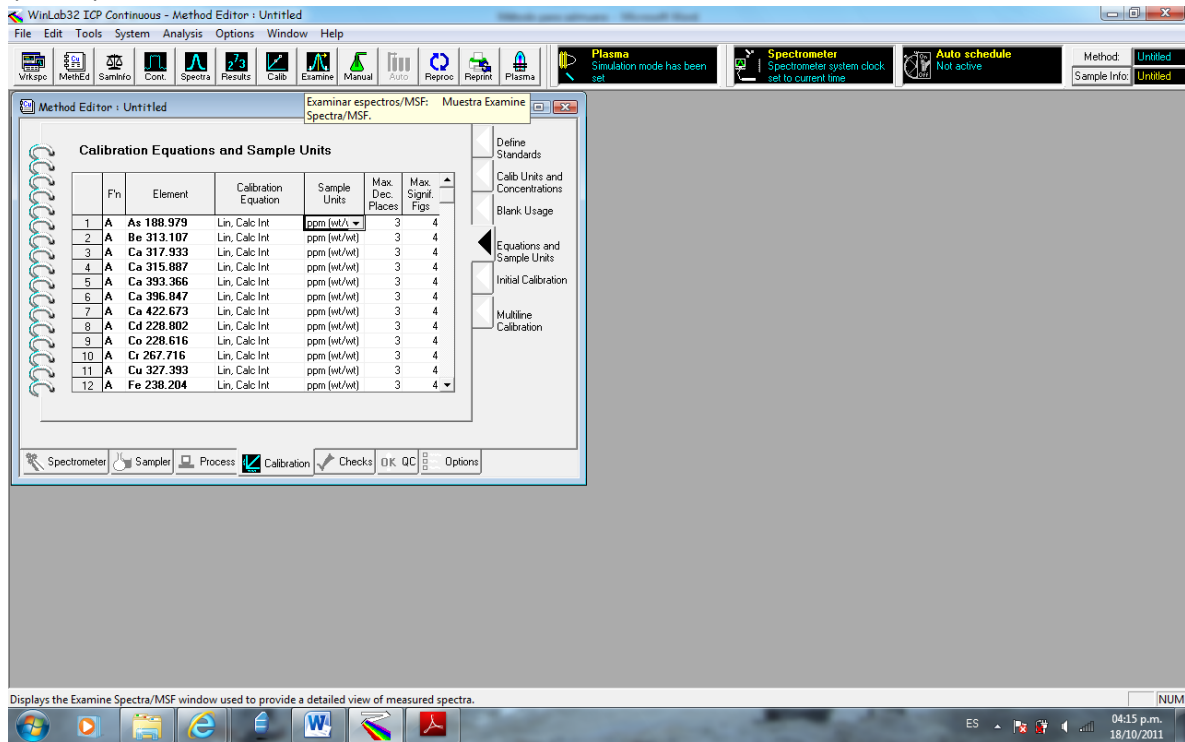 WinLab32 ICP Continuous - Method Editor : Untitled
File Edit Tools System Analysis Options Window Help
Wrkspc MethEd SamInfo Cont. Spectra Results Calib Examine Manual Auto Reproc Reprint Plasma
Plasma
Simulation mode has been
set
Spectrometer
Spectrometer system clock
set to current time
Auto schedule
Not active
Method: Untitled
Sample Info: Untitled
Examinar espectros/MSF: Muestra Examine
Spectra/MSF.
Method Editor : Untitled
Calibration Equations and Sample Units
F'n Element Calibration Equation Sample Units Max. Dec. Places Max. Signif. Figs
1 A As 188.979 Lin, Calc Int ppm (wt/\ 3 4
2 A Be 313.107 Lin, Calc Int ppm (wt/wt) 3 4
3 A Ca 317.933 Lin, Calc Int ppm (wt/wt) 3 4
4 A Ca 315.887 Lin, Calc Int ppm (wt/wt) 3 4
5 A Ca 393.366 Lin, Calc Int ppm (wt/wt) 3 4
6 A Ca 396.847 Lin, Calc Int ppm (wt/wt) 3 4
7 A Ca 422.673 Lin, Calc Int ppm (wt/wt) 3 4
8 A Cd 228.802 Lin, Calc Int ppm (wt/wt) 3 4
9 A Co 228.616 Lin, Calc Int ppm (wt/wt) 3 4
10 A Cr 267.716 Lin, Calc Int ppm (wt/wt) 3 4
11 A Cu 327.393 Lin, Calc Int ppm (wt/wt) 3 4
12 A Fe 238.204 Lin, Calc Int ppm (wt/wt) 3 4
Define
Standards
Calib Units and
Concentrations
Blank Usage
Equations and
Sample Units
Initial Calibration
Multiline
Calibration
Spectrometer Sampler Process Calibration Checks OK QC Options
Displays the Examine Spectra/MSF window used to provide a detailed view of measured spectra.
NUM
ES
04:15 p.m.
18/10/2011